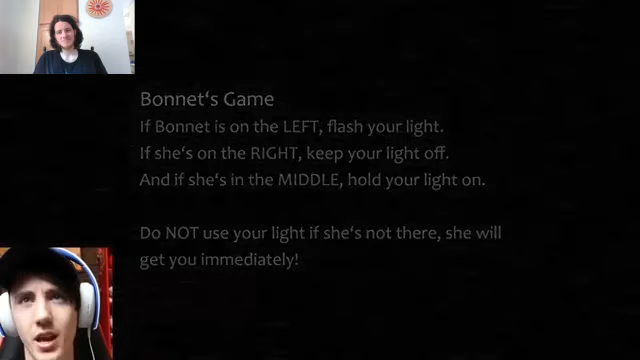 Bonnet's Game
If Bonnet is on the LEFT, flash your light.
If she's on the RIGHT, keep your light off.
And if she's in the MIDDLE, hold your light on.
Do NOT use your light if she's not there, she will
get you immediately!